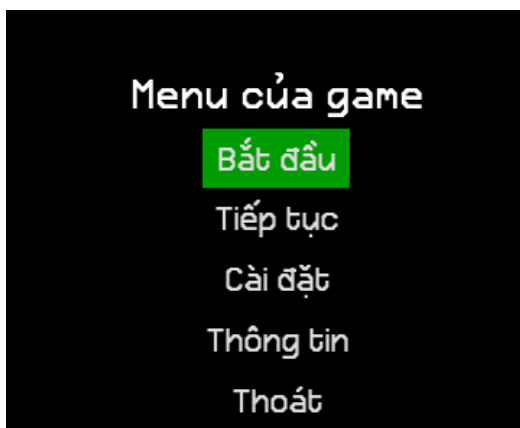 Menu của game
Bắt đầu
Tiếp tục
Cài đặt
Thông tin
Thoát